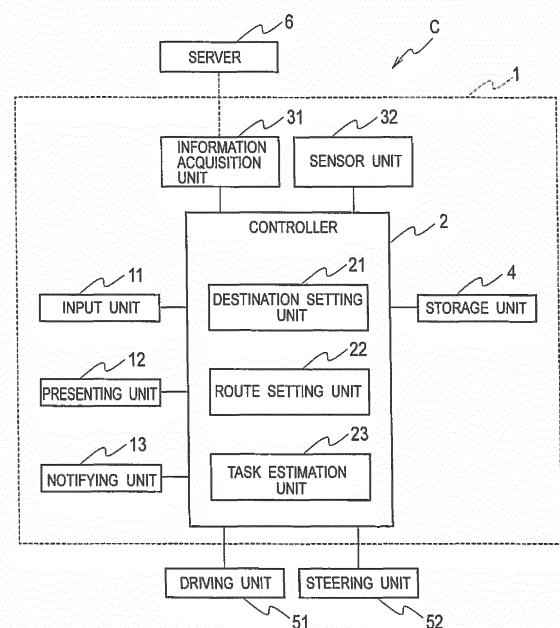 6
C
SERVER
1
31
32
INFORMATION
ACQUISITION
UNIT
SENSOR UNIT
CONTROLLER
2
11
21
4
INPUT UNIT
DESTINATION SETTING
UNIT
STORAGE UNIT
12
22
PRESENTING UNIT
ROUTE SETTING UNIT
13
23
NOTIFYING UNIT
TASK ESTIMATION
UNIT
DRIVING UNIT
STEERING UNIT
51
52